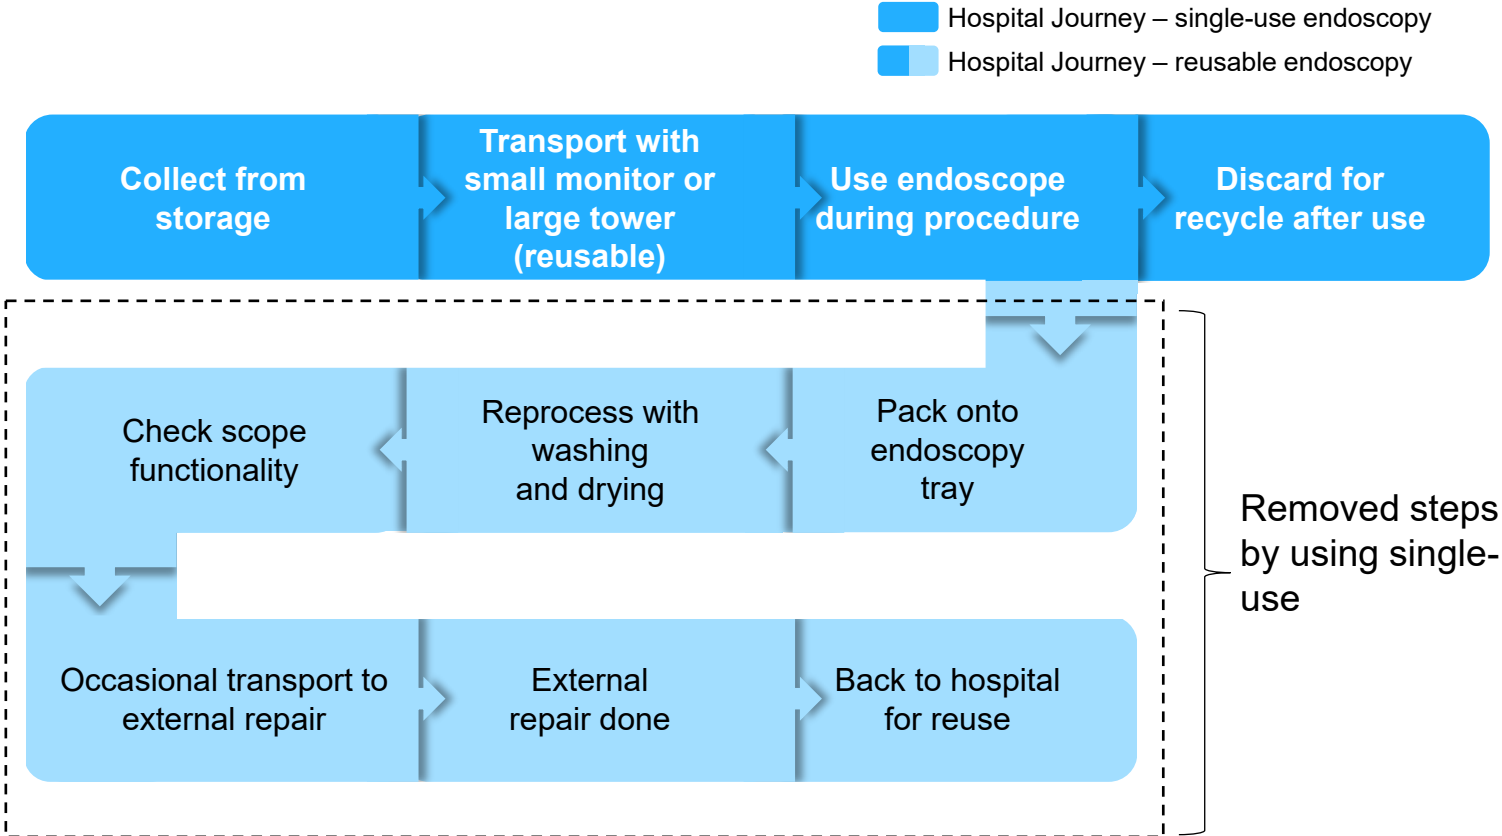 Hospital Journey – single-use endoscopy
Hospital Journey – reusable endoscopy
Collect from
storage
Transport with
small monitor or
large tower
(reusable)
Use endoscope
during procedure
Discard for
recycle after use
Check scope
functionality
Reprocess with
washing
and drying
Pack onto
endoscopy
tray
Removed steps
by using single-
use
Occasional transport to
external repair
External
repair done
Back to hospital
for reuse